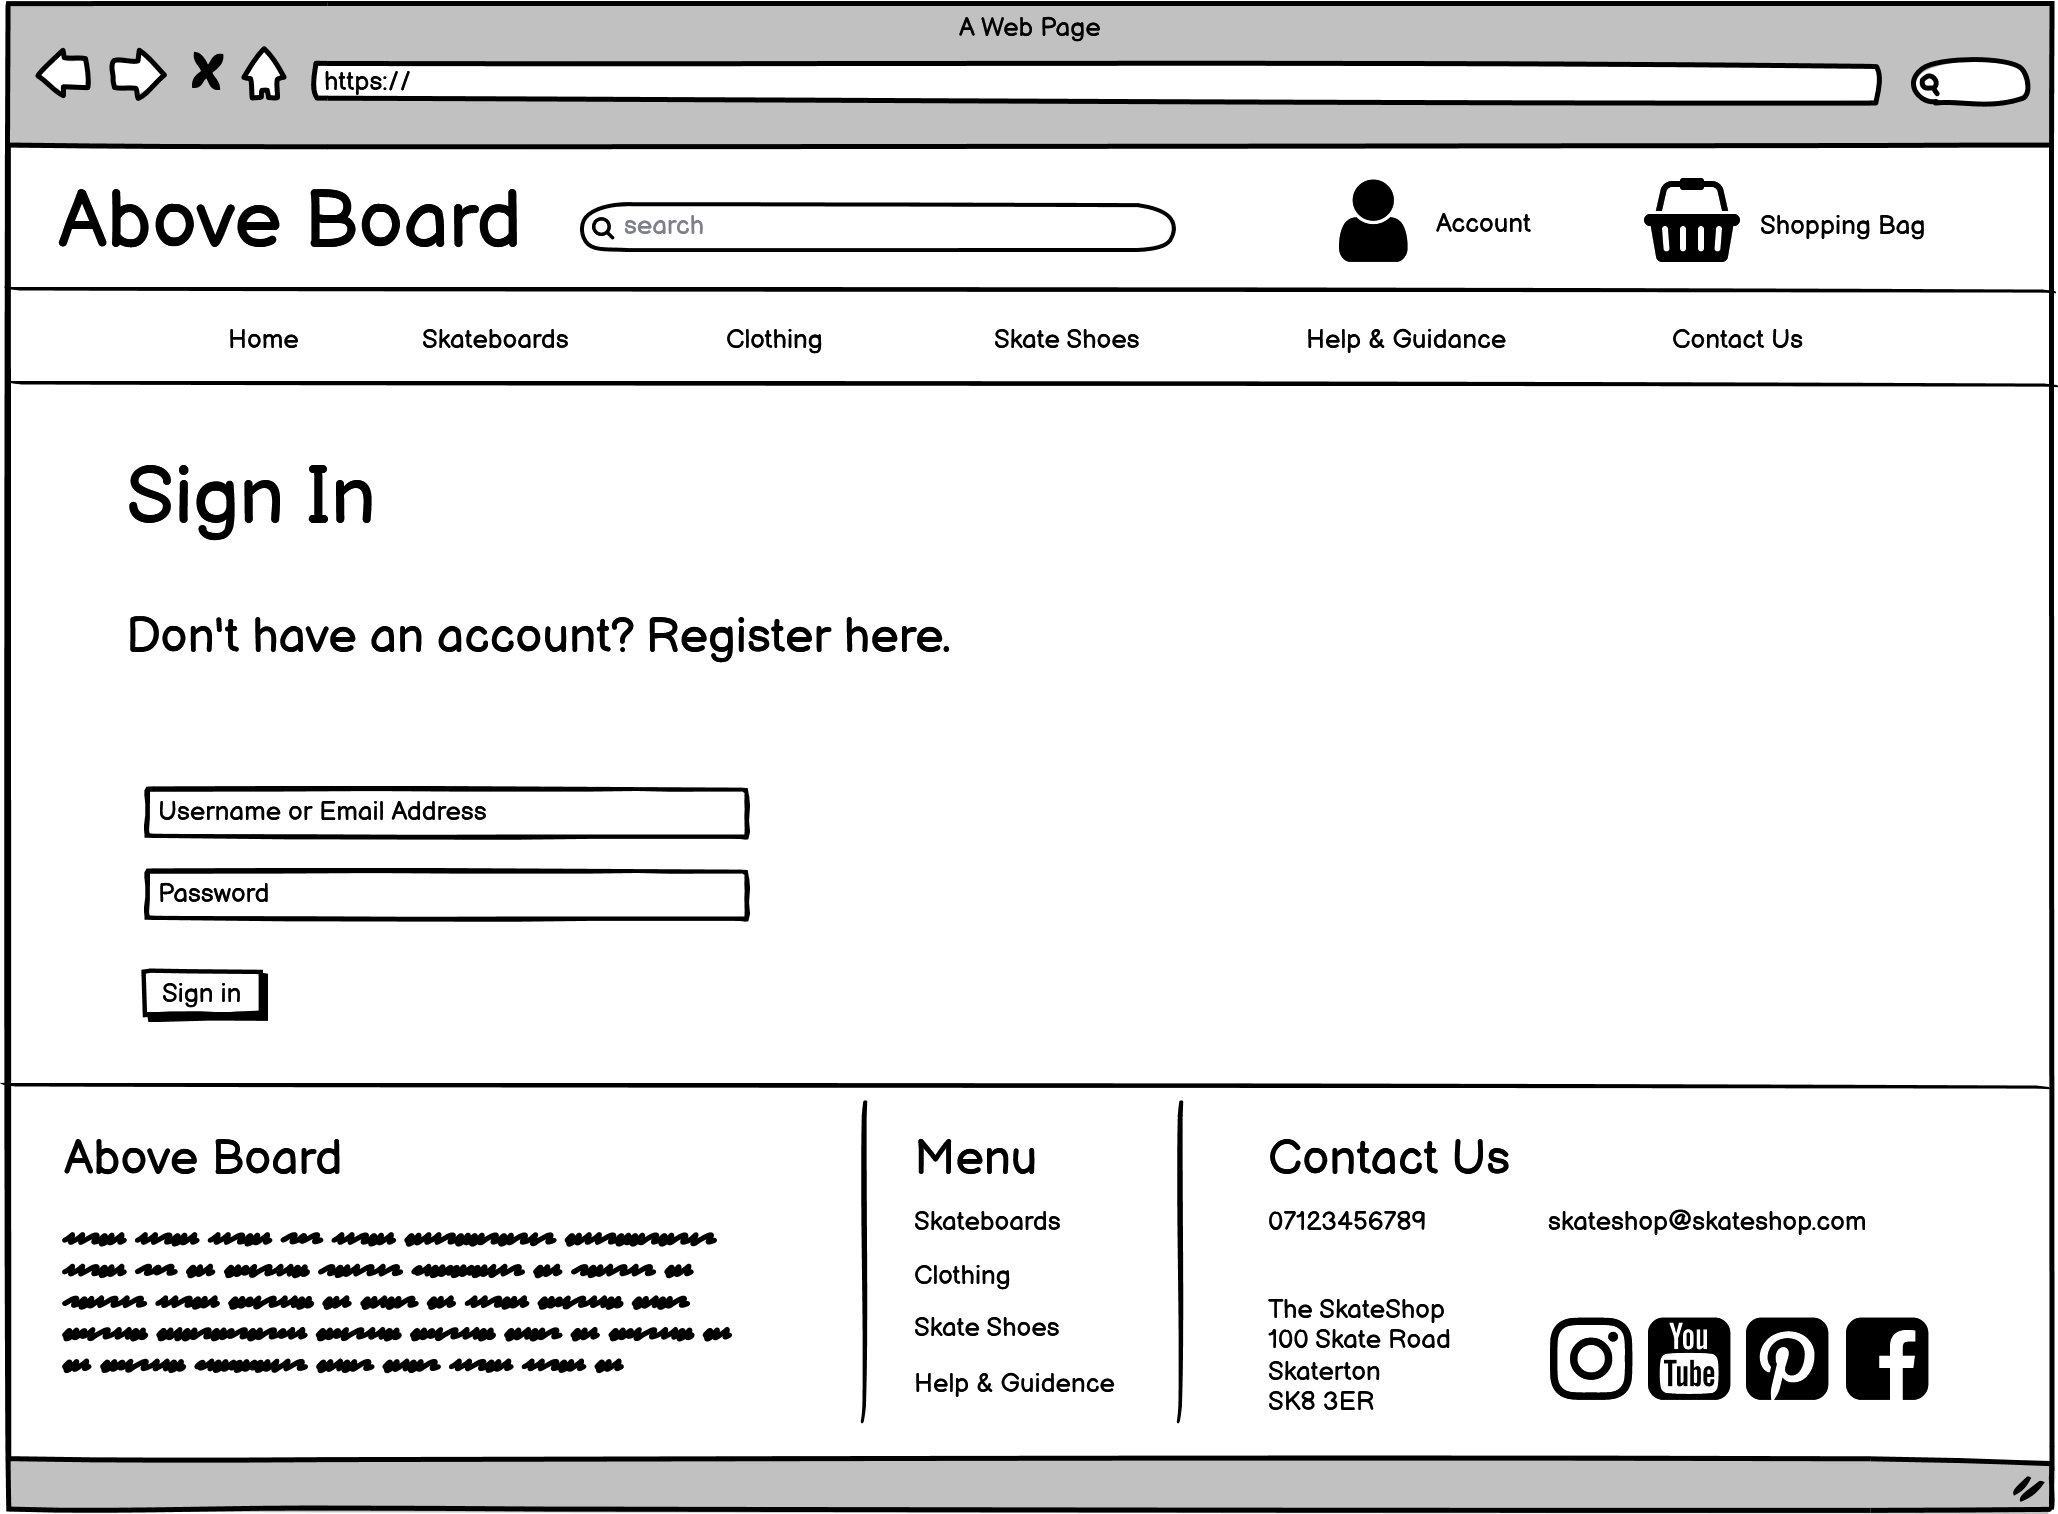 A Web Page
https://
Above Board
search
Account
Shopping Bag
Home
Skateboards
Clothing
Skate Shoes
Help & Guidance
Contact Us
Sign In
Don't have an account? Register here.
Username or Email Address
Password
Sign in
Above Board
Menu
Skateboards
Clothing
Skate Shoes
Help & Guidence
Contact Us
07123456789
skateshop@skateshop.com
The SkateShop
100 Skate Road
Skaterton
SK8 3ER
You
Tube